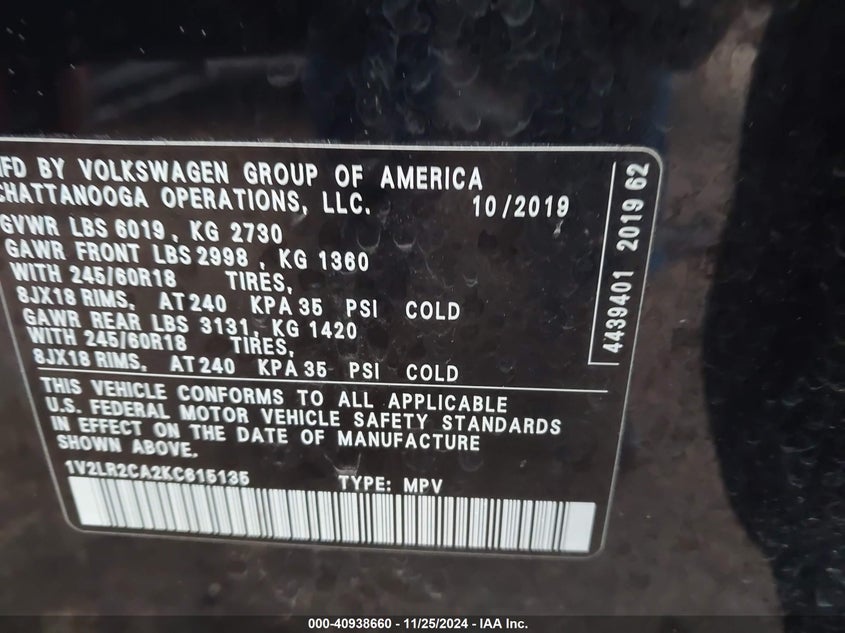 MFD BY VOLKSWAGEN GROUP OF AMERICA
CHATTANOOGA OPERATIONS, LLC. 10/2019
GVWR LBS 6019, KG 2730
GAWR FRONT LBS 2998, KG 1360
WITH 245/60R18 TIRES,
8JX18 RIMS, AT 240 KPA 35 PSI COLD
GAWR REAR LBS 3131, KG 1420
WITH 245/60R18 TIRES,
8JX18 RIMS, AT 240 KPA 35 PSI COLD
THIS VEHICLE CONFORMS TO ALL APPLICABLE
U.S. FEDERAL MOTOR VEHICLE SAFETY STANDARDS
IN EFFECT ON THE DATE OF MANUFACTURE
SHOWN ABOVE.
1V2LR2CA2KC615135 TYPE: MPV
4439401 2019 62
000-40938660 - 11/25/2024 - IAA Inc.